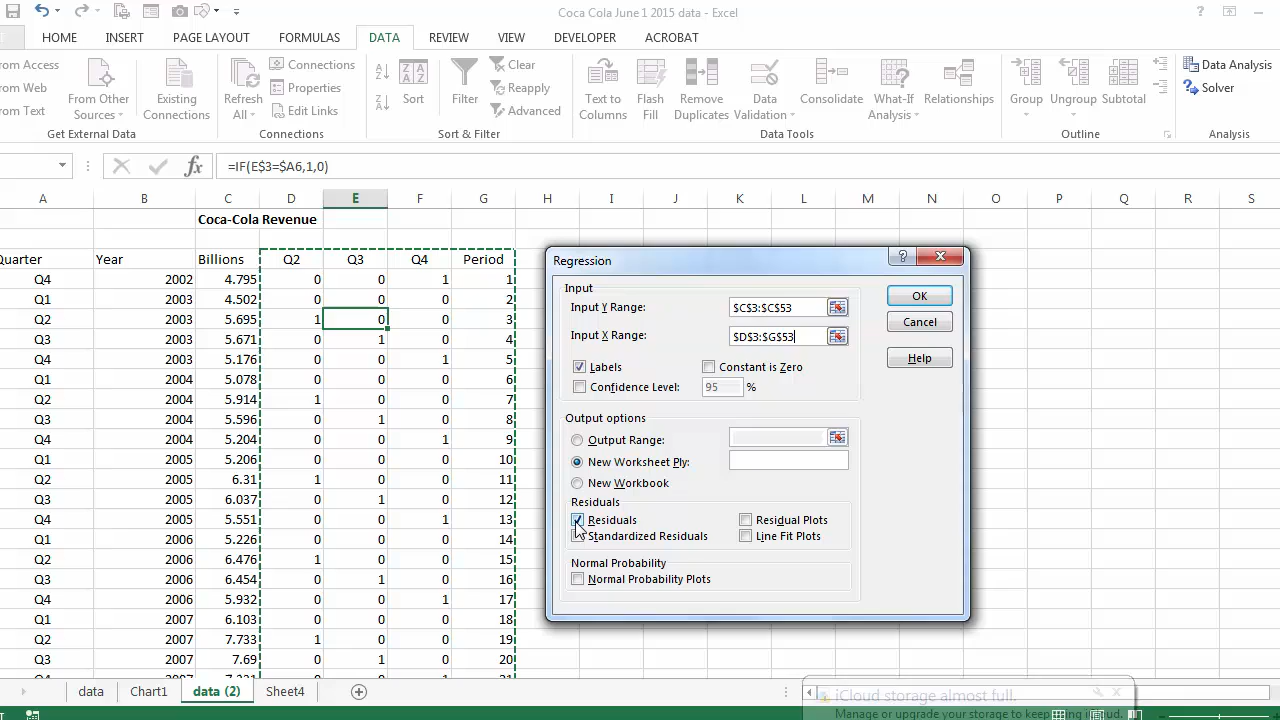 Coca Cola June 1 2015 data - Excel
HOME INSERT PAGE LAYOUT FORMULAS DATA REVIEW VIEW DEVELOPER ACROBAT
From Access
From Web
From Text
From Other Sources
Existing Connections
Get External Data
Refresh All
Connections
Properties
Edit Links
Connections
Sort
Filter
Clear
Reapply
Advanced
Sort & Filter
Text to Columns
Flash Fill
Remove Duplicates
Data Validation
Consolidate
What-If Analysis
Relationships
Data Tools
Group
Ungroup
Subtotal
Outline
Data Analysis
Solver
Analysis
fx =IF(E$3=$A6,1,0)
A B C D E F G H I J K L M N O P Q R S
Coca-Cola Revenue
Quarter Year Billion Q2 Q3 Q4 Period
Q4 2002 4.795 0 0 1 1
Q1 2003 4.502 0 0 0 2
Q2 2003 5.695 1 0 0 3
Q3 2003 5.671 0 1 0 4
Q4 2003 5.176 0 0 1 5
Q1 2004 5.078 0 0 0 6
Q2 2004 5.914 1 0 0 7
Q3 2004 5.596 0 1 0 8
Q4 2004 5.204 0 0 1 9
Q1 2005 5.206 0 0 0 10
Q2 2005 6.31 1 0 0 11
Q3 2005 6.037 0 1 0 12
Q4 2005 5.551 0 0 1 13
Q1 2006 5.226 0 0 0 14
Q2 2006 6.476 1 0 0 15
Q3 2006 6.454 0 1 0 16
Q4 2006 5.932 0 0 1 17
Q1 2007 6.103 0 0 0 18
Q2 2007 7.733 1 0 0 19
Q3 2007 7.69 0 1 0 20
Regression
Input
Input Y Range: $C$3:$C$53
Input X Range: $D$3:$G$53
Labels Constant is Zero
Confidence Level: 95 %
OK
Cancel
Help
Output options
Output Range:
New Worksheet Ply:
New Workbook
Residuals
Residuals Residual Plots
Standardized Residuals Line Fit Plots
Normal Probability
Normal Probability Plots
data Chart1 data (2) Sheet4
iCloud storage almost full.
Manage or upgrade your storage to keep using iCloud.